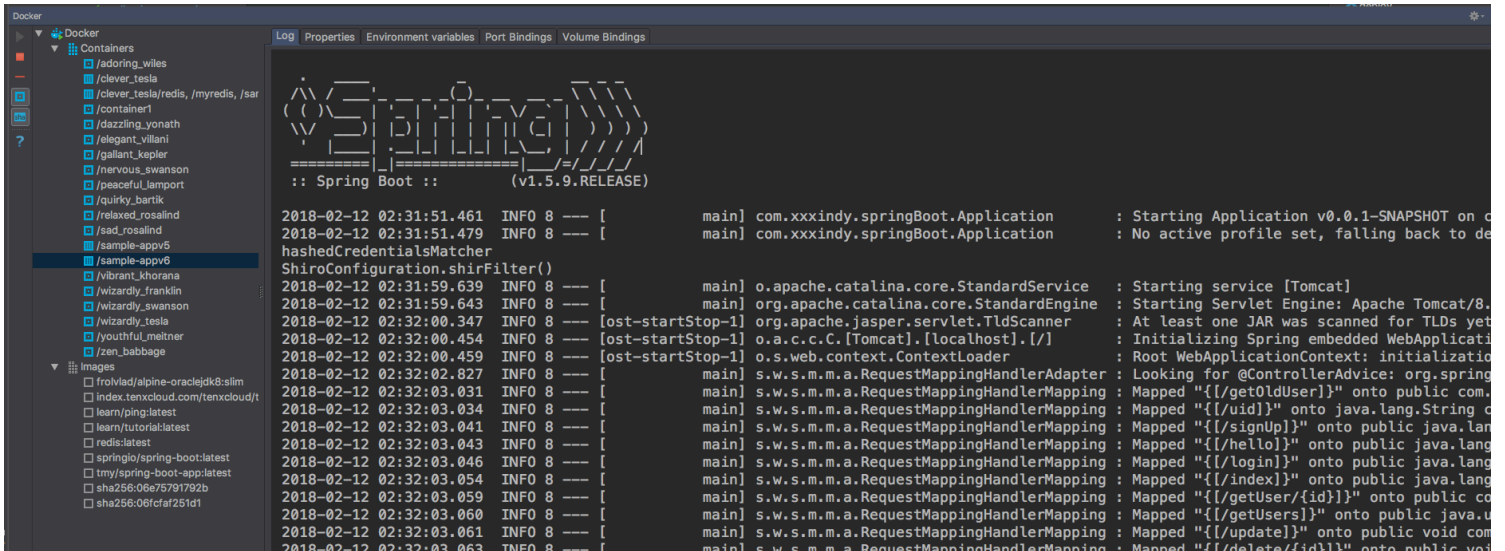 Docker
Docker
Containers
/adoring_wiles
/clever_tesla
/clever_tesla/redis, /myredis, /sar
/container1
/dazzling_yonath
/elegant_villani
/gallant_kepler
/nervous_swanson
/peaceful_lamport
/quirky_bartik
/relaxed_rosalind
/sad_rosalind
/sample-appv5
/sample-appv6
/vibrant_khorana
/wizardly_franklin
/wizardly_swanson
/wizardly_tesla
/youthful_meitner
/zen_babbage
Images
frolvlad/alpine-oraclejdk8:slim
index.tenxcloud.com/tenxcloud/t
learn/ping:latest
learn/tutorial:latest
redis:latest
springio/spring-boot:latest
tmy/spring-boot-app:latest
sha256:06e75791792b
sha256:06fcfaf251d1
Log Properties Environment variables Port Bindings Volume Bindings
Spring
:: Spring Boot :: (v1.5.9.RELEASE)
2018-02-12 02:31:51.461 INFO 8 --- [ main] com.xxxindy.springBoot.Application : Starting Application v0.0.1-SNAPSHOT on c
2018-02-12 02:31:51.479 INFO 8 --- [ main] com.xxxindy.springBoot.Application : No active profile set, falling back to de
hashedCredentialsMatcher
ShiroConfiguration.shirFilter()
2018-02-12 02:31:59.639 INFO 8 --- [ main] o.apache.catalina.core.StandardService : Starting service [Tomcat]
2018-02-12 02:31:59.643 INFO 8 --- [ main] org.apache.catalina.core.StandardEngine : Starting Servlet Engine: Apache Tomcat/8.
2018-02-12 02:32:00.347 INFO 8 --- [ost-startStop-1] org.apache.jasper.servlet.TldScanner : At least one JAR was scanned for TLDs yet
2018-02-12 02:32:00.454 INFO 8 --- [ost-startStop-1] o.a.c.c.C.[Tomcat].[localhost].[/] : Initializing Spring embedded WebApplicati
2018-02-12 02:32:00.459 INFO 8 --- [ost-startStop-1] o.s.web.context.ContextLoader : Root WebApplicationContext: initializatio
2018-02-12 02:32:02.827 INFO 8 --- [ main] s.w.s.m.m.a.RequestMappingHandlerAdapter : Looking for @ControllerAdvice: org.spring
2018-02-12 02:32:03.031 INFO 8 --- [ main] s.w.s.m.m.a.RequestMappingHandlerMapping : Mapped "{[/getOldUser]}" onto public com.
2018-02-12 02:32:03.034 INFO 8 --- [ main] s.w.s.m.m.a.RequestMappingHandlerMapping : Mapped "{[/uid]}" onto java.lang.String c
2018-02-12 02:32:03.041 INFO 8 --- [ main] s.w.s.m.m.a.RequestMappingHandlerMapping : Mapped "{[/signUp]}" onto public java.lan
2018-02-12 02:32:03.043 INFO 8 --- [ main] s.w.s.m.m.a.RequestMappingHandlerMapping : Mapped "{[/hello]}" onto public java.lang
2018-02-12 02:32:03.046 INFO 8 --- [ main] s.w.s.m.m.a.RequestMappingHandlerMapping : Mapped "{[/login]}" onto public java.lang
2018-02-12 02:32:03.054 INFO 8 --- [ main] s.w.s.m.m.a.RequestMappingHandlerMapping : Mapped "{[/index]}" onto public java.lang
2018-02-12 02:32:03.059 INFO 8 --- [ main] s.w.s.m.m.a.RequestMappingHandlerMapping : Mapped "{[/getUser/{id}]}" onto public co
2018-02-12 02:32:03.060 INFO 8 --- [ main] s.w.s.m.m.a.RequestMappingHandlerMapping : Mapped "{[/getUsers]}" onto public java.u
2018-02-12 02:32:03.061 INFO 8 --- [ main] s.w.s.m.m.a.RequestMappingHandlerMapping : Mapped "{[/update]}" onto public void com
2018-02-12 02:32:03.063 INFO 8 --- [ main] s.w.s.m.m.a.RequestMappingHandlerMapping : Mapped "{[/delete/{id}]}" onto public voi